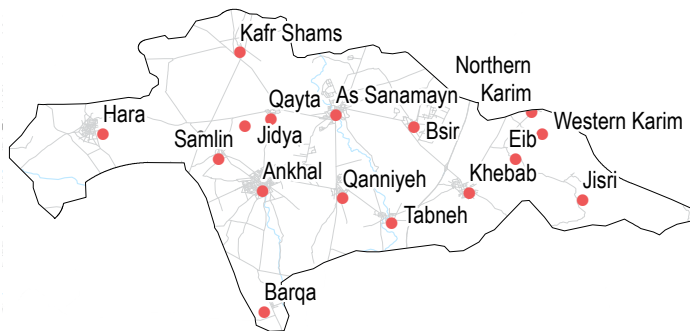 Kafr Shams
Northern
Karim
Hara
Qayta
As Sanamayn
Western Karim
Samlin
Jidya
Bsir
Eib
Ankhal
Qanniyeh
Khebab
Jisri
Tabneh
Barqa